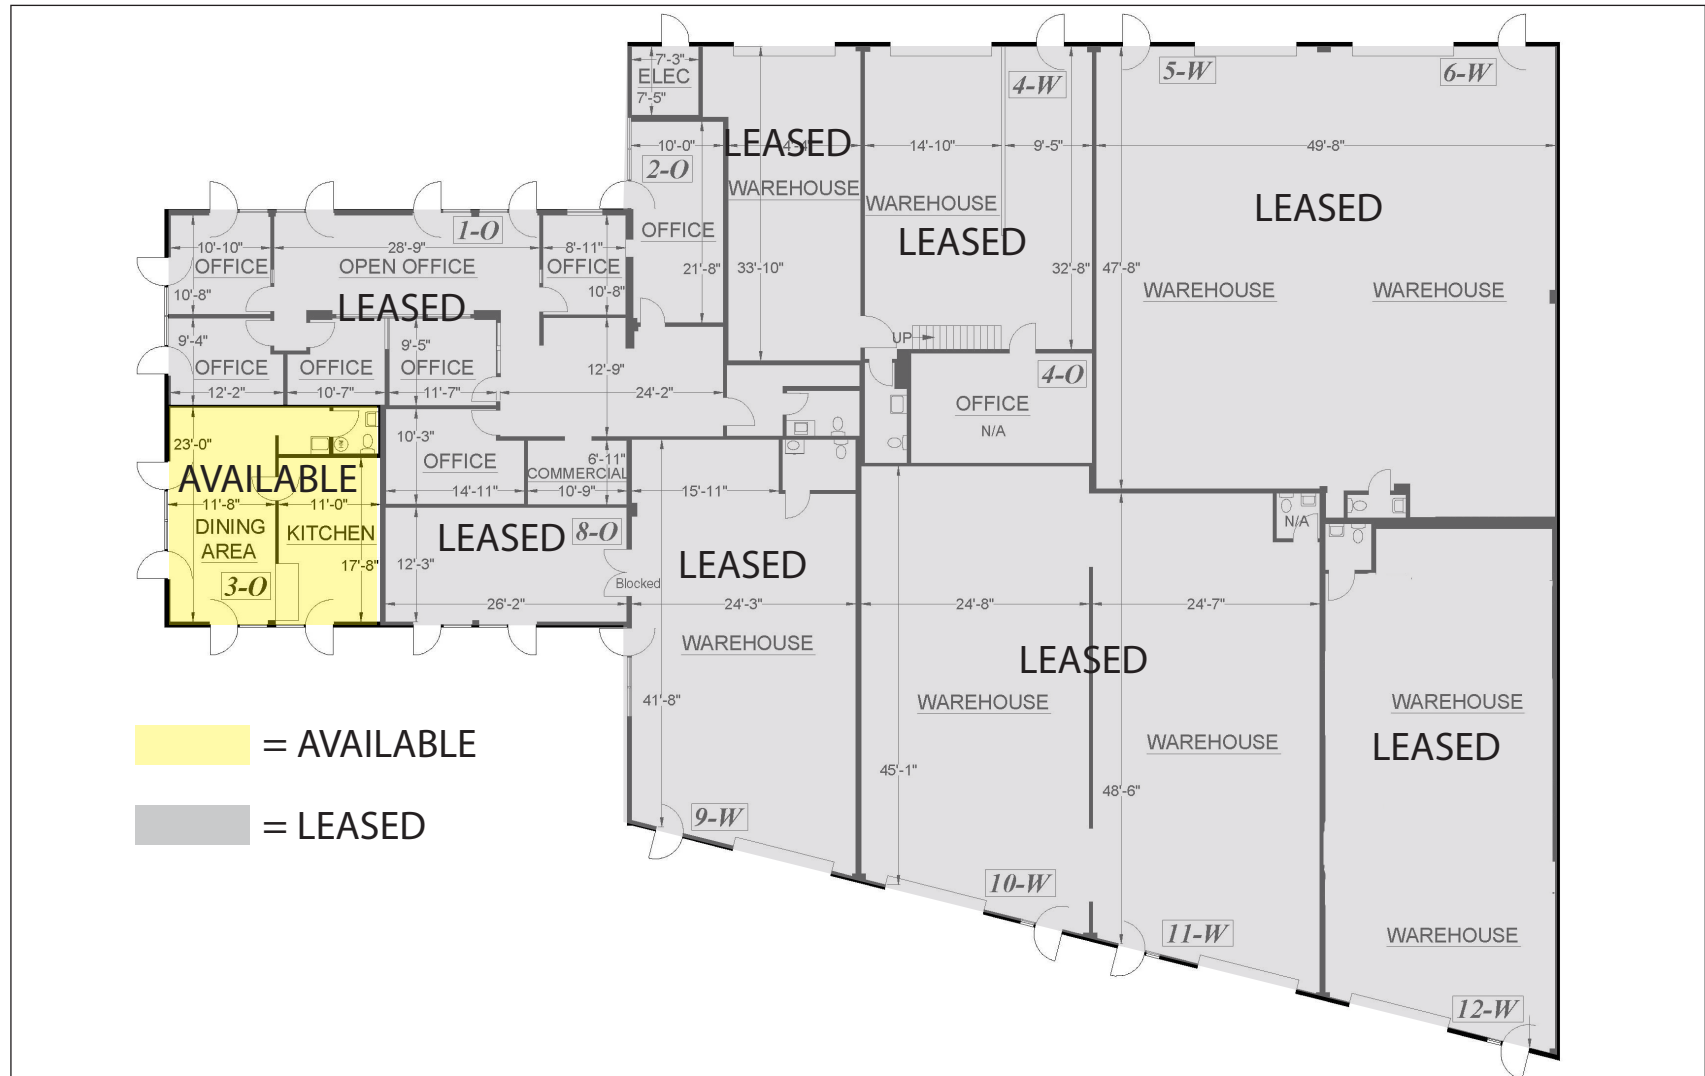 7'-3"
ELEC
7'-5"
4-W
5-W
6-W
10'-0"
LEASED
14'-10"
9'-5"
49'-8"
2-O
WAREHOUSE
WAREHOUSE
LEASED
LEASED
1-O
OFFICE
10'-10"
28'-9"
8'-11"
OFFICE
OPEN OFFICE
OFFICE
21'-8"
33'-10"
32'-8"
47'-8"
10'-8"
LEASED
10'-8"
WAREHOUSE
WAREHOUSE
9'-4"
9'-5"
UP
OFFICE
OFFICE
OFFICE
12'-9"
4-O
12'-2"
10'-7"
11'-7"
24'-2"
OFFICE
N/A
23'-0"
10'-3"
OFFICE
6'-11"
COMMERCIAL
AVAILABLE
14'-11"
10'-9"
15'-11"
11'-8"
11'-0"
DINING
AREA
KITCHEN
LEASED
8-O
N/A
17'-8"
12'-3"
LEASED
3-O
Blocked
26'-2"
24'-3"
24'-8"
24'-7"
WAREHOUSE
LEASED
41'-8"
WAREHOUSE
WAREHOUSE
= AVAILABLE
WAREHOUSE
LEASED
45'-1"
48'-6"
= LEASED
9-W
10-W
11-W
WAREHOUSE
12-W